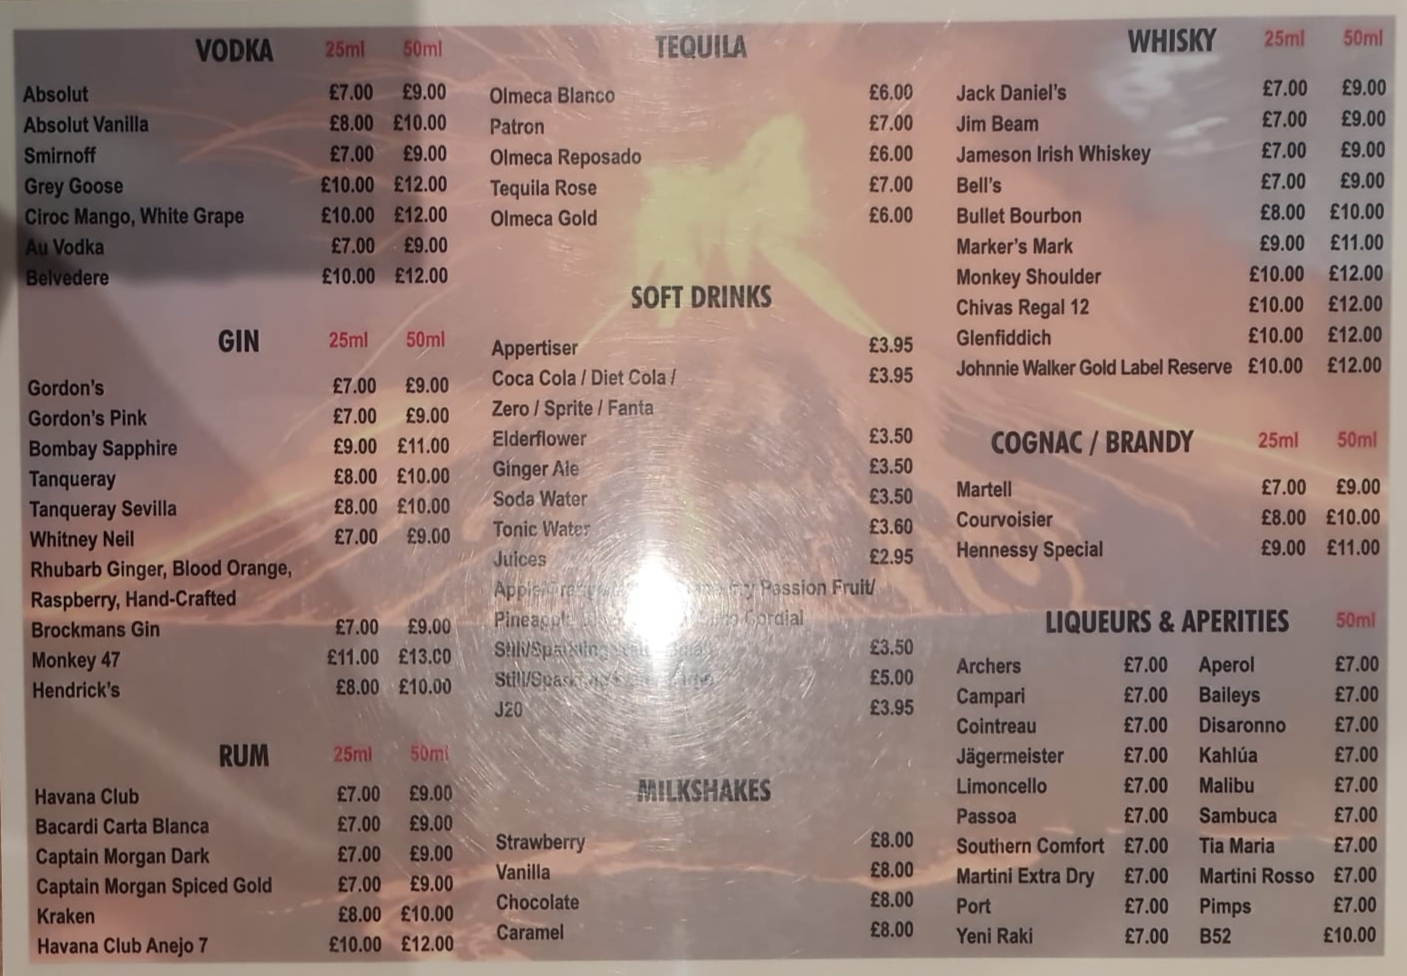 VODKA 25ml 50ml
Absolut £7.00 £9.00
Absolut Vanilla £8.00 £10.00
Smirnoff £7.00 £9.00
Grey Goose £10.00 £12.00
Ciroc Mango, White Grape £10.00 £12.00
Au Vodka £7.00 £9.00
Belvedere £10.00 £12.00
GIN 25ml 50ml
Gordon's £7.00 £9.00
Gordon's Pink £7.00 £9.00
Bombay Sapphire £9.00 £11.00
Tanqueray £8.00 £10.00
Tanqueray Sevilla £8.00 £10.00
Whitney Neil £7.00 £9.00
Rhubarb Ginger, Blood Orange,
Raspberry, Hand-Crafted
Brockmans Gin £7.00 £9.00
Monkey 47 £11.00 £13.00
Hendrick's £8.00 £10.00
RUM 25ml 50ml
Havana Club £7.00 £9.00
Bacardi Carta Blanca £7.00 £9.00
Captain Morgan Dark £7.00 £9.00
Captain Morgan Spiced Gold £7.00 £9.00
Kraken £8.00 £10.00
Havana Club Anejo 7 £10.00 £12.00
TEQUILA
Olmeca Blanco £6.00
Patron £7.00
Olmeca Reposado £6.00
Tequila Rose £7.00
Olmeca Gold £6.00
SOFT DRINKS
Appertiser £3.95
Coca Cola / Diet Cola / £3.95
Zero / Sprite / Fanta
Elderflower £3.50
Ginger Ale £3.50
Soda Water £3.50
Tonic Water £3.60
Juices £2.95
Passion Fruit/
Pineapple Cordial
Still/Sparkling £3.50
Still/Sparkling £5.00
J20 £3.95
MILKSHAKES
Strawberry £8.00
Vanilla £8.00
Chocolate £8.00
Caramel £8.00
WHISKY 25ml 50ml
Jack Daniel's £7.00 £9.00
Jim Beam £7.00 £9.00
Jameson Irish Whiskey £7.00 £9.00
Bell's £7.00 £9.00
Bullet Bourbon £8.00 £10.00
Marker's Mark £9.00 £11.00
Monkey Shoulder £10.00 £12.00
Chivas Regal 12 £10.00 £12.00
Glenfiddich £10.00 £12.00
Johnnie Walker Gold Label Reserve £10.00 £12.00
COGNAC / BRANDY 25ml 50ml
Martell £7.00 £9.00
Courvoisier £8.00 £10.00
Hennessy Special £9.00 £11.00
LIQUEURS & APERITIES 50ml
Archers £7.00 Aperol £7.00
Campari £7.00 Baileys £7.00
Cointreau £7.00 Disaronno £7.00
Jägermeister £7.00 Kahlúa £7.00
Limoncello £7.00 Malibu £7.00
Passoa £7.00 Sambuca £7.00
Southern Comfort £7.00 Tia Maria £7.00
Martini Extra Dry £7.00 Martini Rosso £7.00
Port £7.00 Pimps £7.00
Yeni Raki £7.00 B52 £10.00